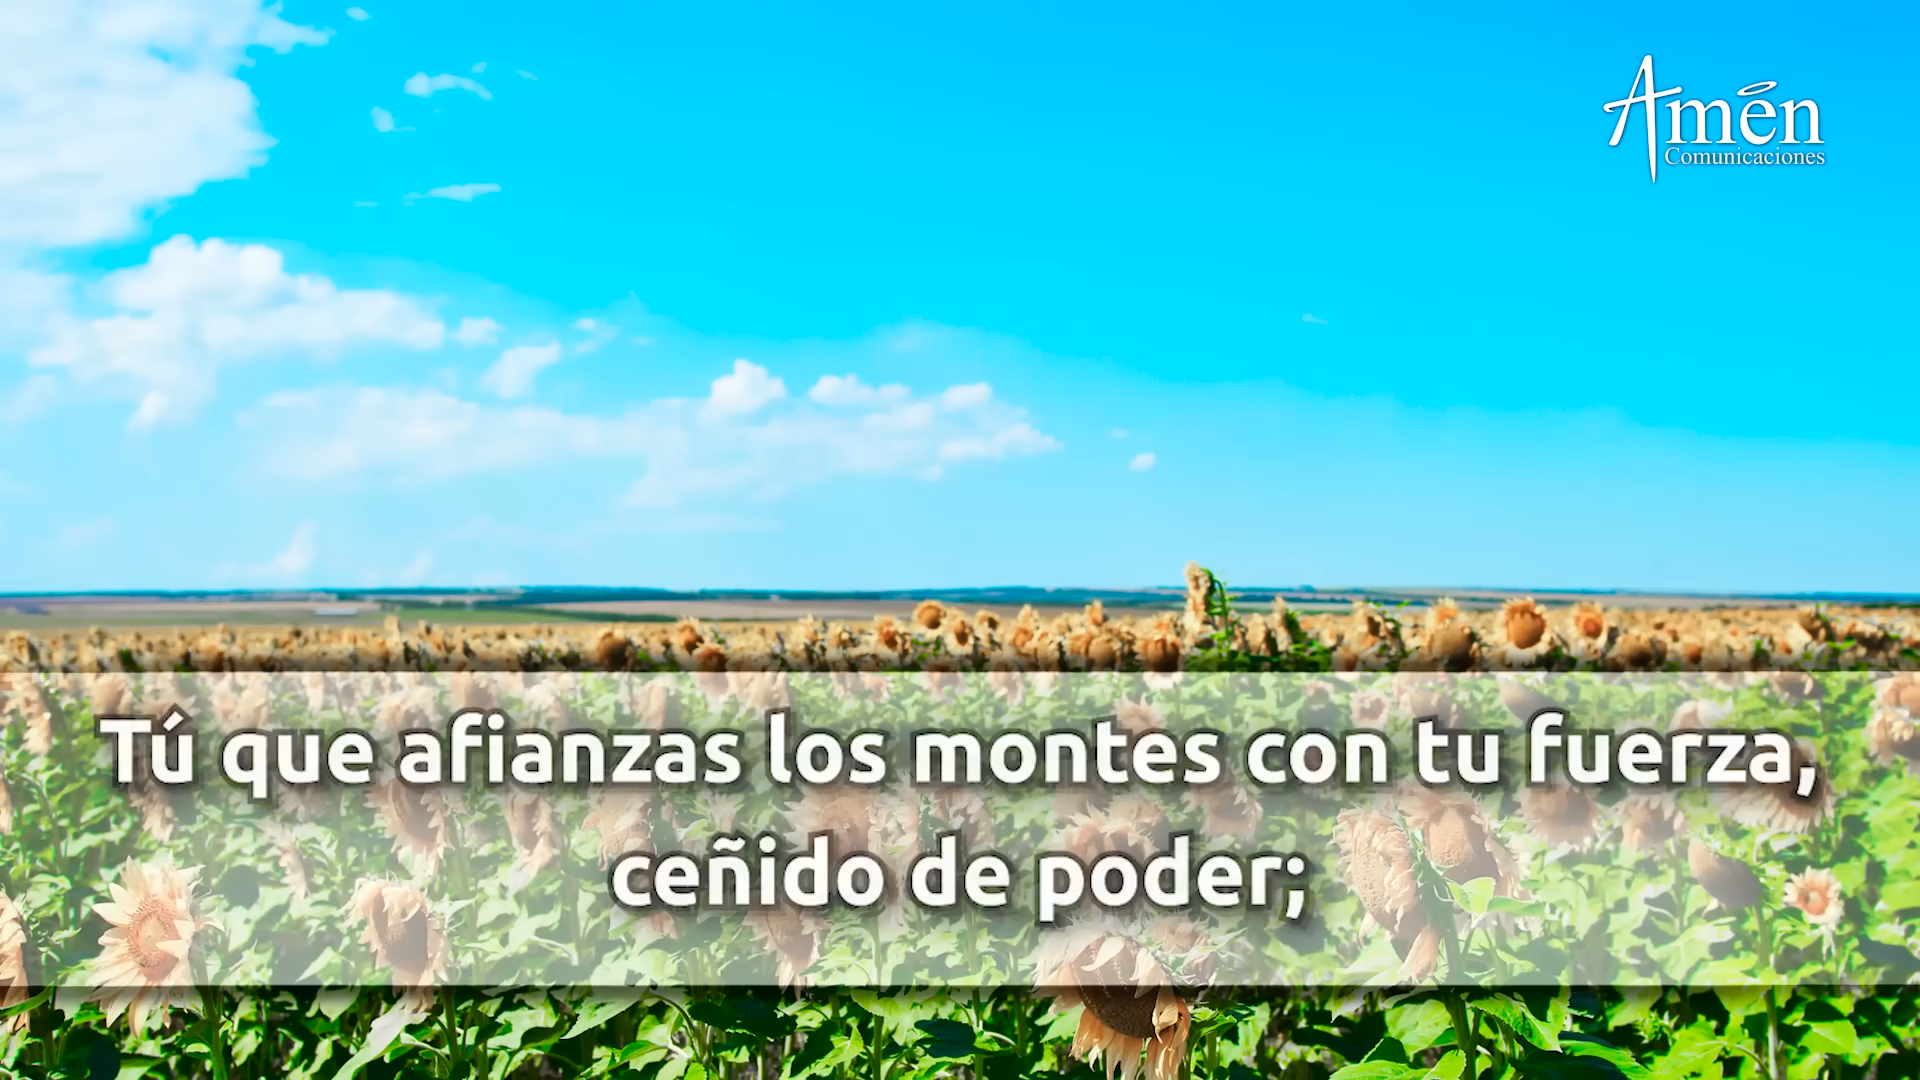 Amén
Comunicaciones
Tú que afianzas los montes con tu fuerza,
ceñido de poder;